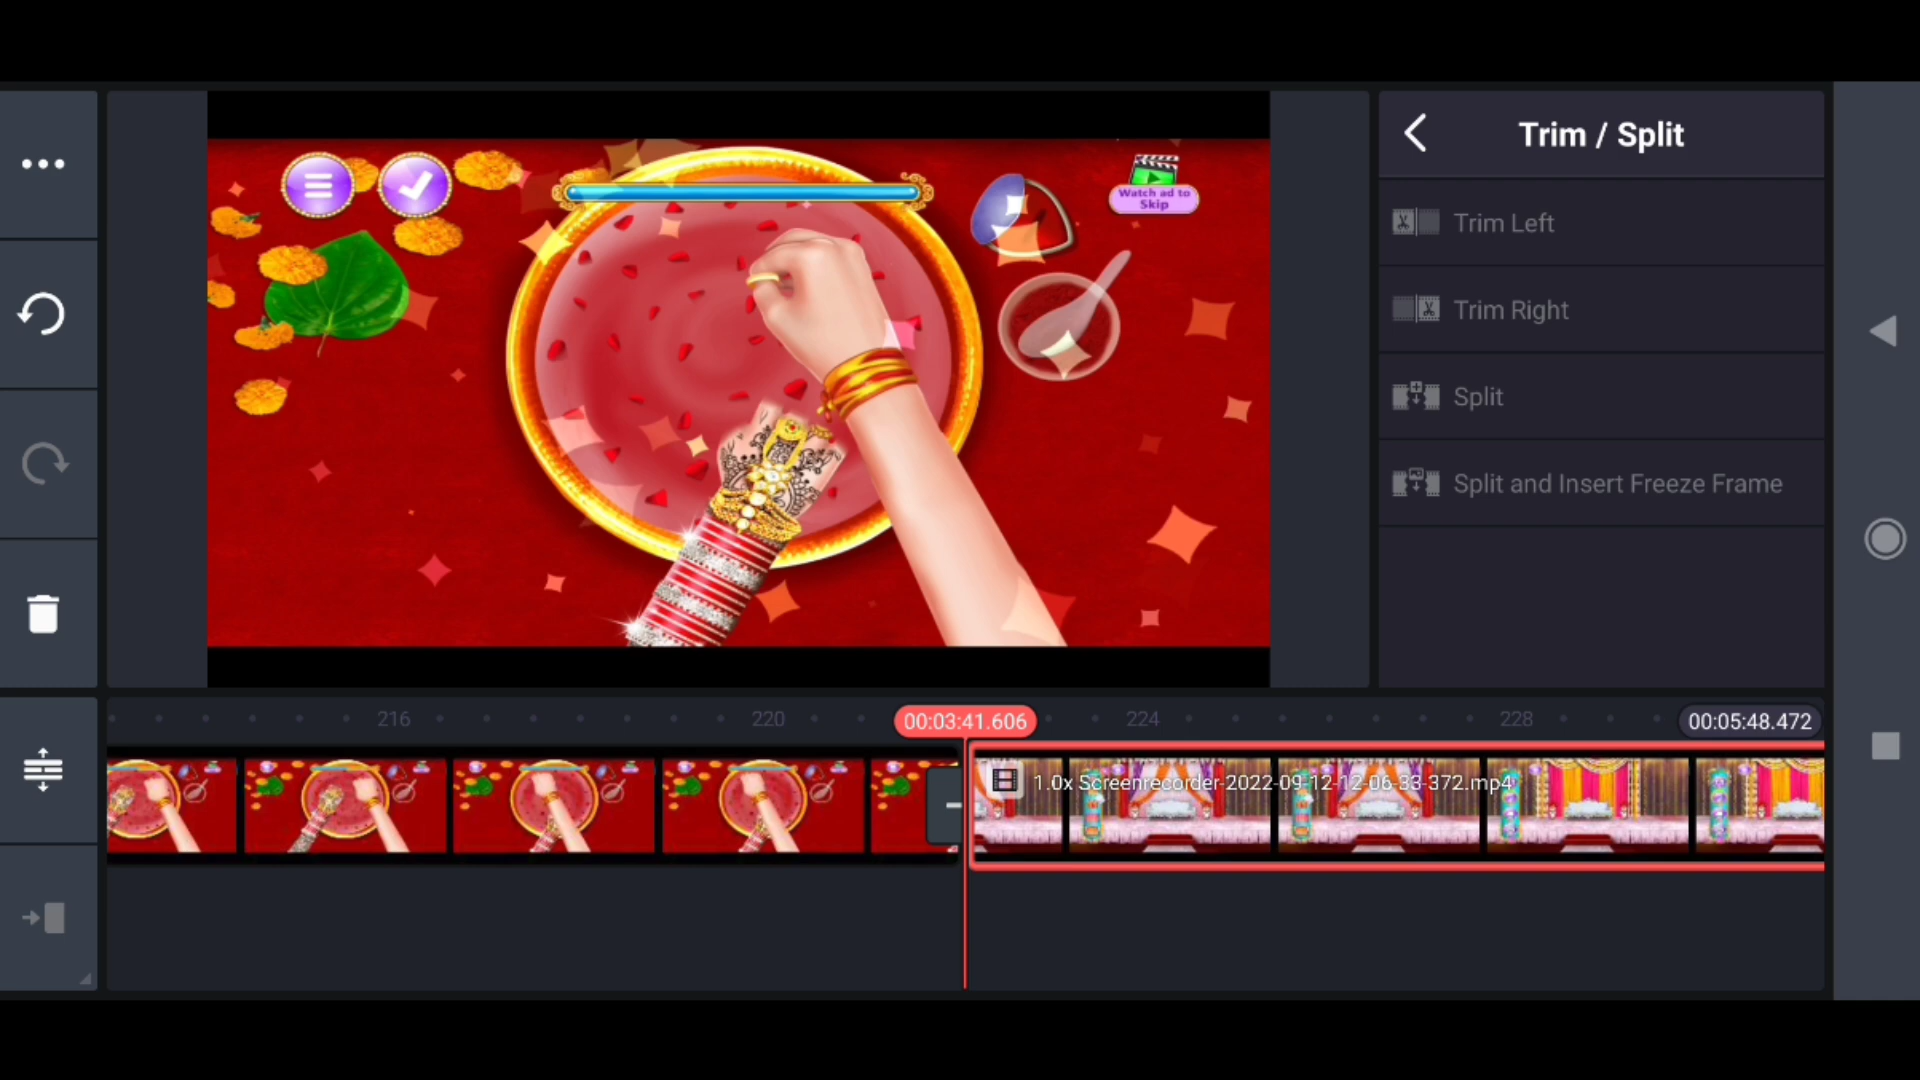 Trim / Split
Watch ad to
Skip
Trim Left
Trim Right
Split
Split and Insert Freeze Frame
216
220
00:03:41.606
224
228
00:05:48.472
1.0x Screenrecorder-2022-09-12-12-06-33-372.mp4